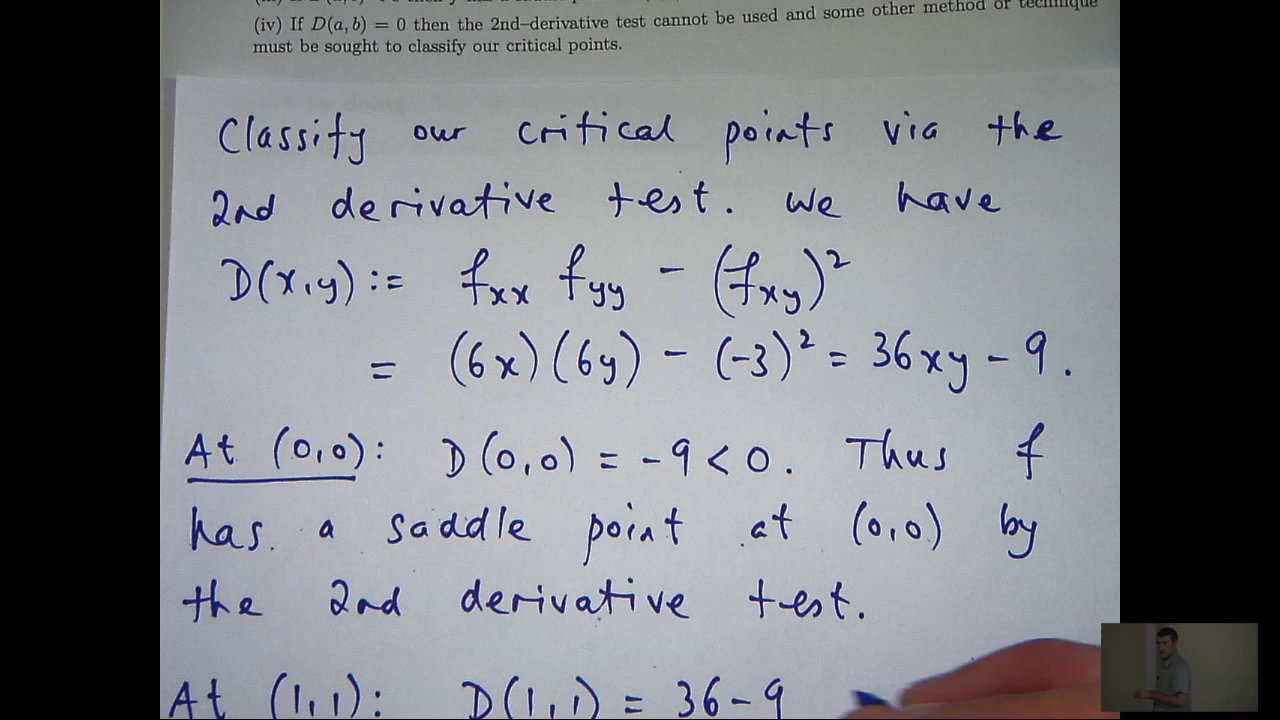 (iv) If D(a, b) = 0 then the 2nd–derivative test cannot be used and some other method or technique
must be sought to classify our critical points.
Classify our critical points via the
2nd derivative test. We have
D(x,y) := fxx fyy - (fxy)²
= (6x)(6y) - (-3)² = 36xy - 9.
At (0,0): D(0,0) = -9 < 0. Thus f
has a saddle point at (0,0) by
the 2nd derivative test.
At (1,1): D(1,1) = 36-9